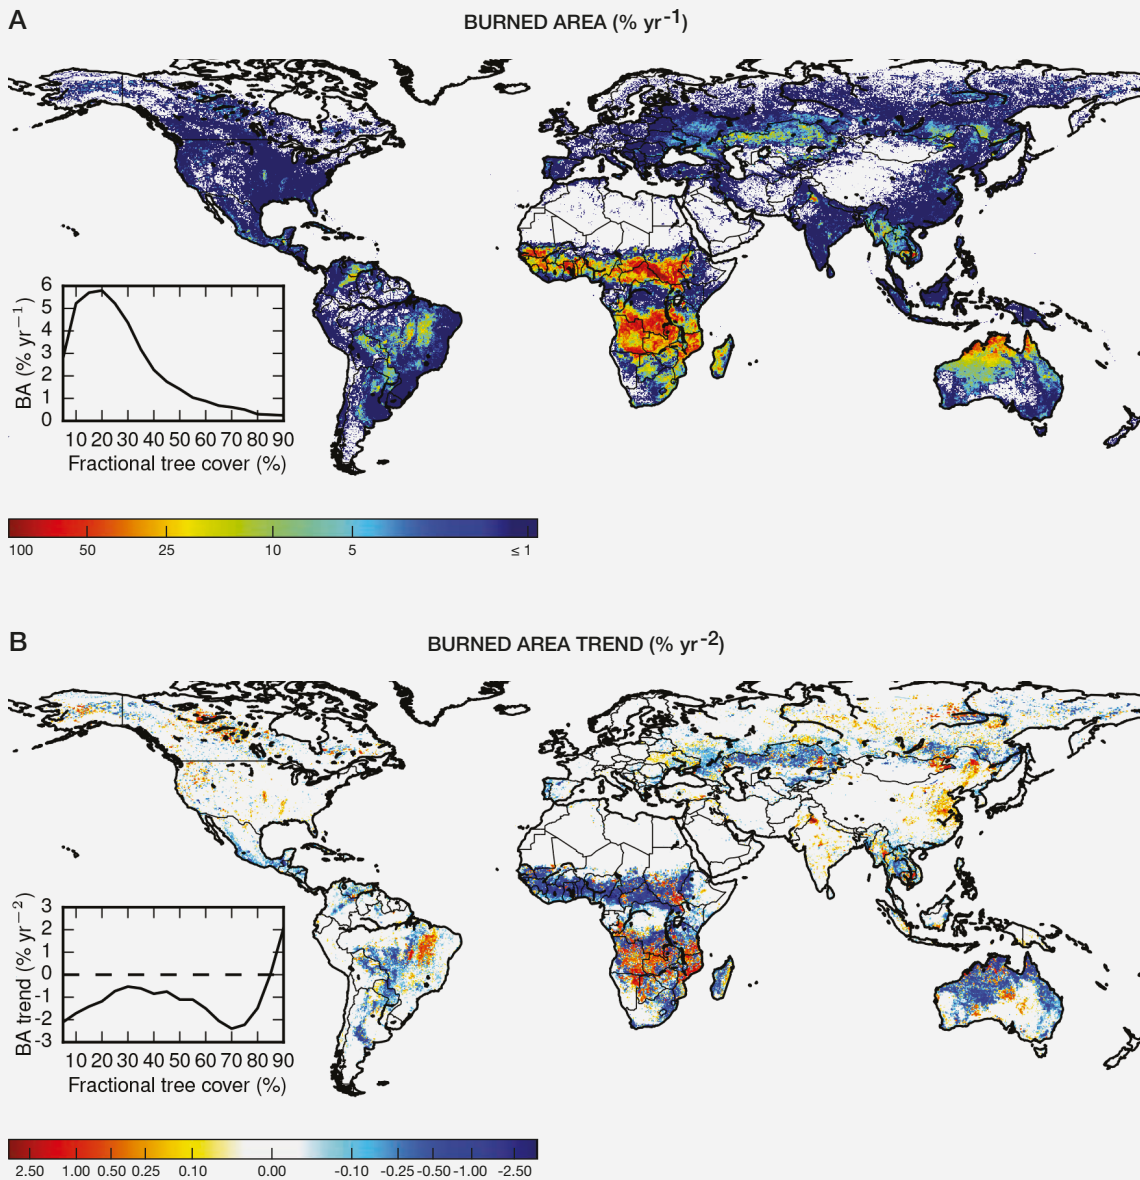 A
BURNED AREA (% yr-1)
6
5
4
3
2
1
0
BA (% yr−1)
10 20 30 40 50 60 70 80 90
Fractional tree cover (%)
100 50 25 10 5 ≤ 1
B
BURNED AREA TREND (% yr-2)
3
2
1
0
-1
-2
-3
BA trend (% yr−2)
10 20 30 40 50 60 70 80 90
Fractional tree cover (%)
2.50 1.00 0.50 0.25 0.10 0.00 -0.10 -0.25 -0.50 -1.00 -2.50